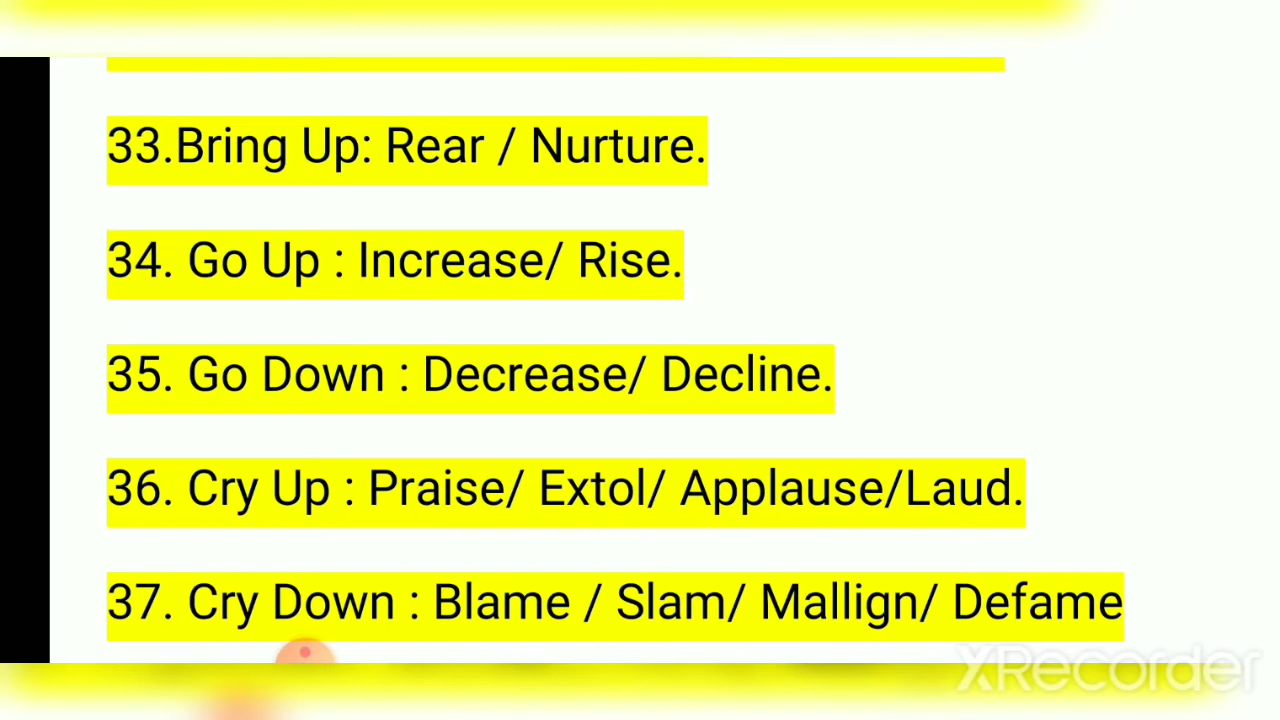 33.Bring Up: Rear / Nurture.
34. Go Up : Increase/ Rise.
35. Go Down : Decrease/ Decline.
36. Cry Up : Praise/ Extol/ Applause/Laud.
37. Cry Down : Blame / Slam/ Mallign/ Defame
XRecorder